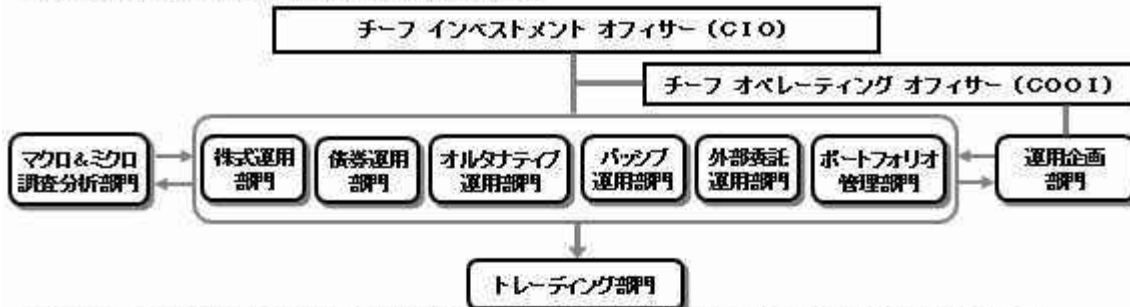 チーフ インベストメント オフィサー（CIO）
チーフ オペレーティング オフィサー（COOI）
マクロ&ミクロ
調査分析部門
株式運用
部門
債券運用
部門
オルタナティブ
運用部門
パッシブ
運用部門
外部委託
運用部門
ポートフォリオ
管理部門
運用企画
部門
トレーディング部門